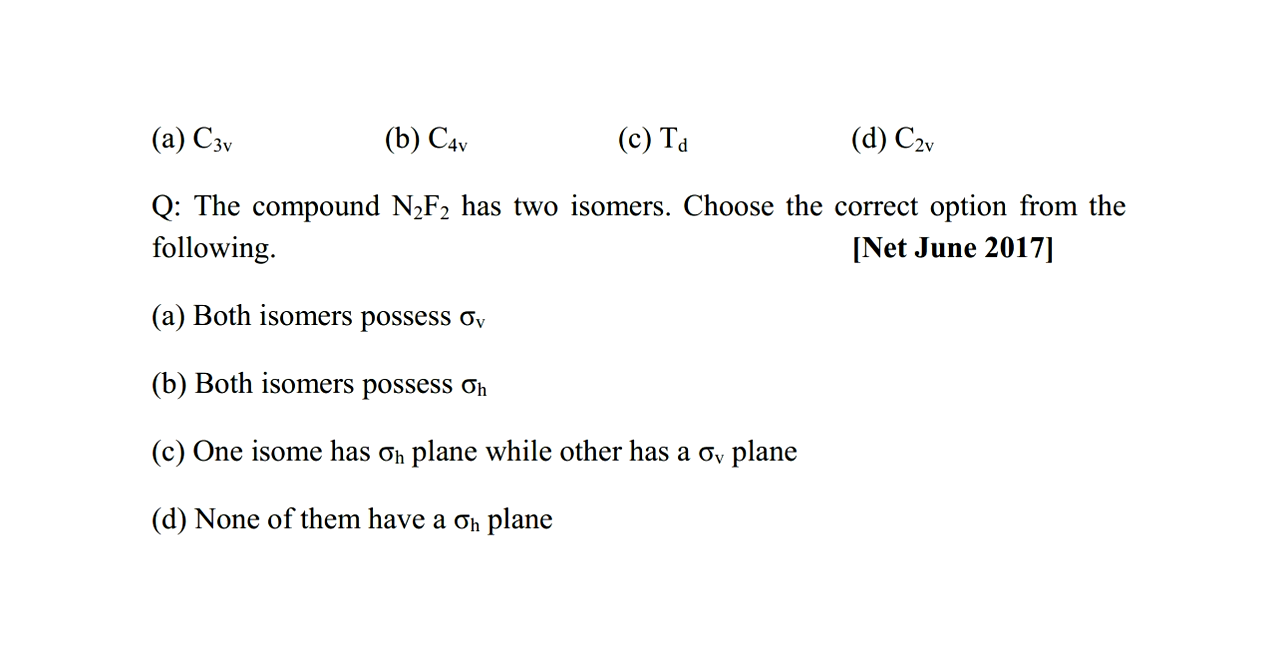 (a) C₃ᵥ (b) C₄ᵥ (c) T_d (d) C₂ᵥ
Q: The compound N₂F₂ has two isomers. Choose the correct option from the
following. [Net June 2017]
(a) Both isomers possess σᵥ
(b) Both isomers possess σₕ
(c) One isome has σₕ plane while other has a σᵥ plane
(d) None of them have a σₕ plane